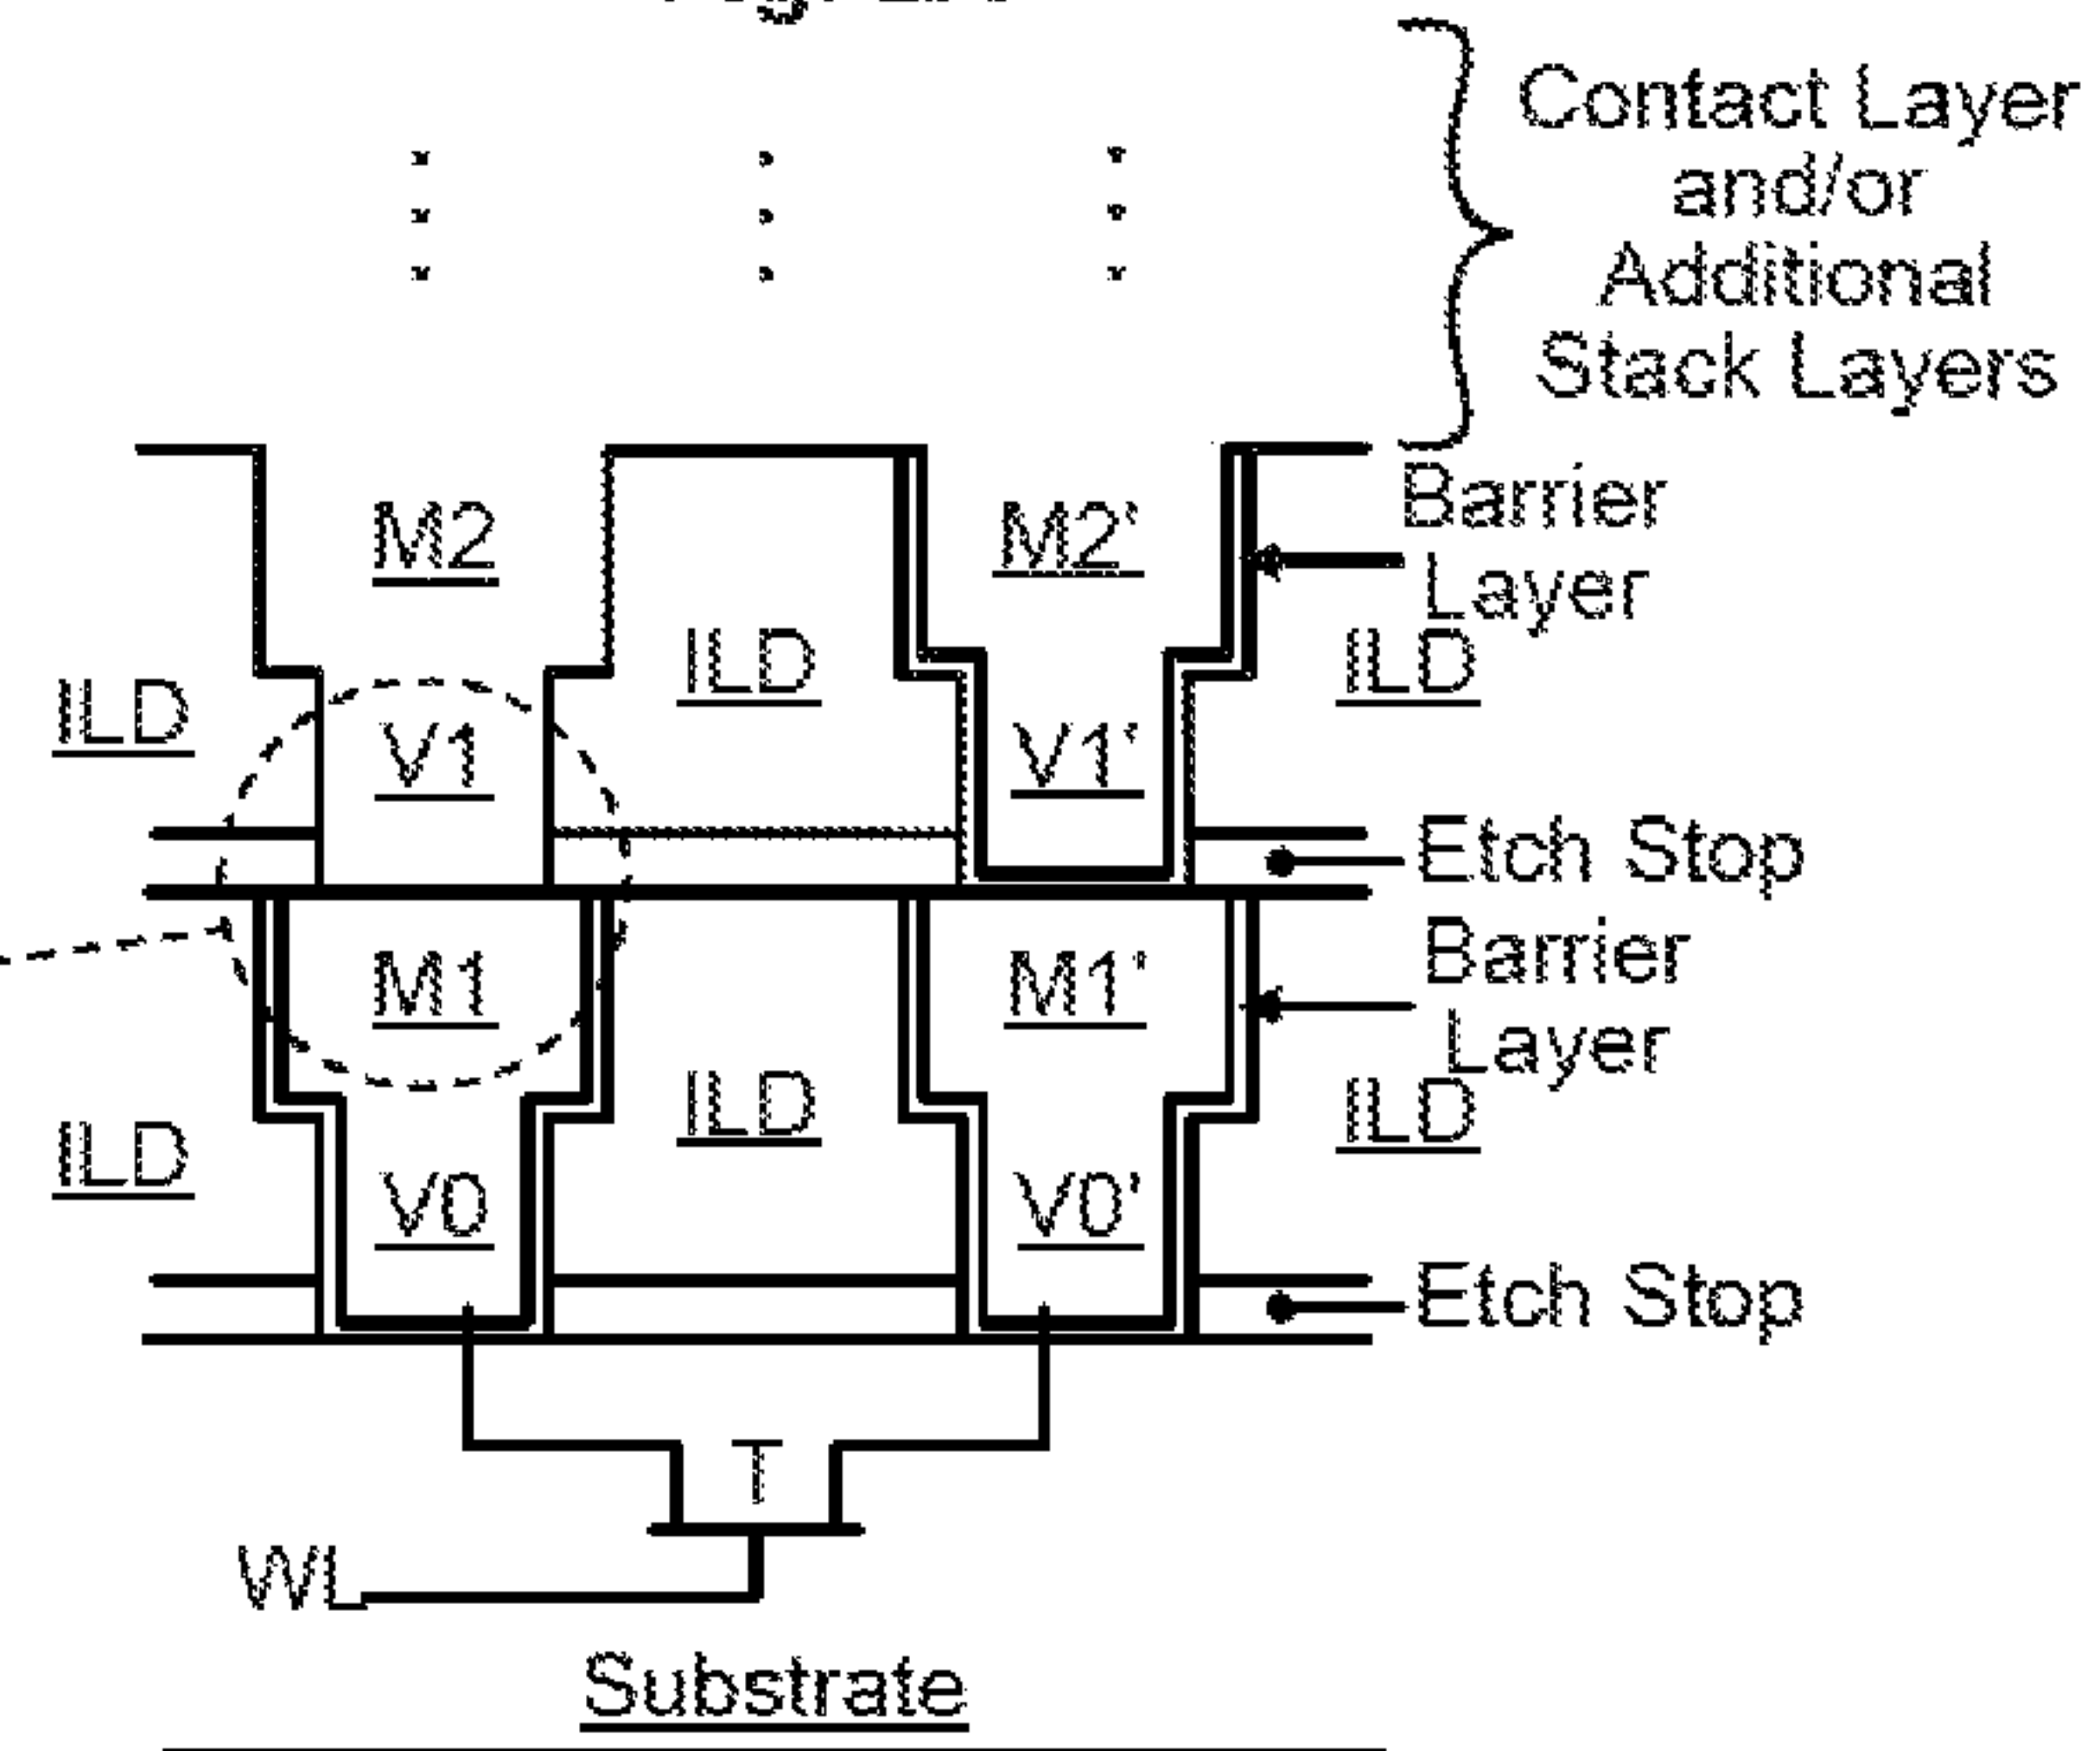 Contact Layer
and/or
Additional
Stack Layers
M2
M2'
Barrier
Layer
ILD
ILD
ILD
V1
V1'
Etch Stop
M1
M1'
Barrier
Layer
ILD
ILD
ILD
V0
V0'
Etch Stop
T
WL
Substrate